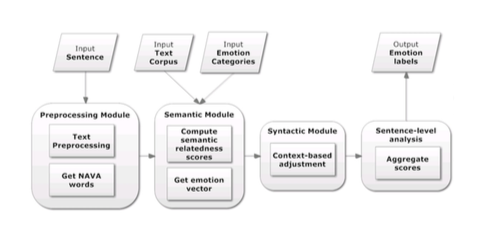 Input
Sentence
Input
Text
Corpus
Input
Emotion
Categories
Output
Emotion
labels
Preprocessing Module
Text
Preprocessing
Get NAVA
words
Semantic Module
Compute
semantic
relatedness
scores
Get emotion
vector
Syntactic Module
Context-based
adjustment
Sentence-level
analysis
Aggregate
scores